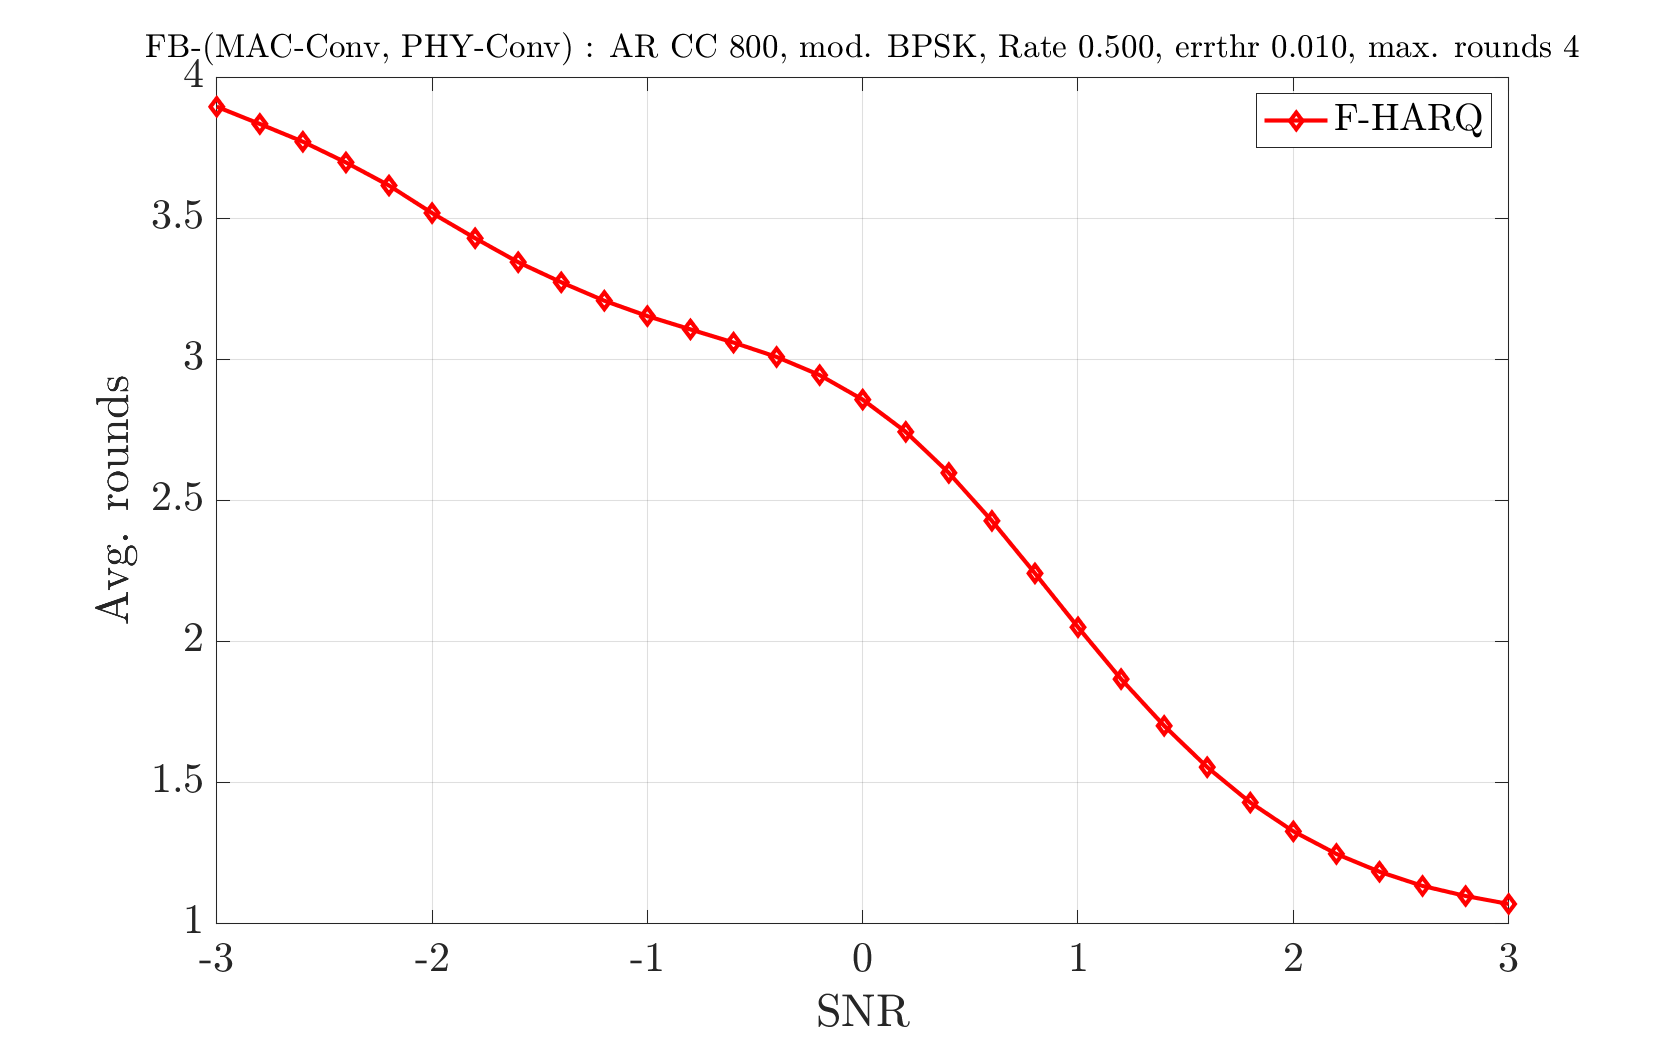 FB-(MAC-Conv, PHY-Conv) : AR CC 800, mod. BPSK, Rate 0.500, errthr 0.010, max. rounds 4
F-HARQ
4
3.5
3
2.5
2
1.5
1
Avg. rounds
-3 -2 -1 0 1 2 3
SNR